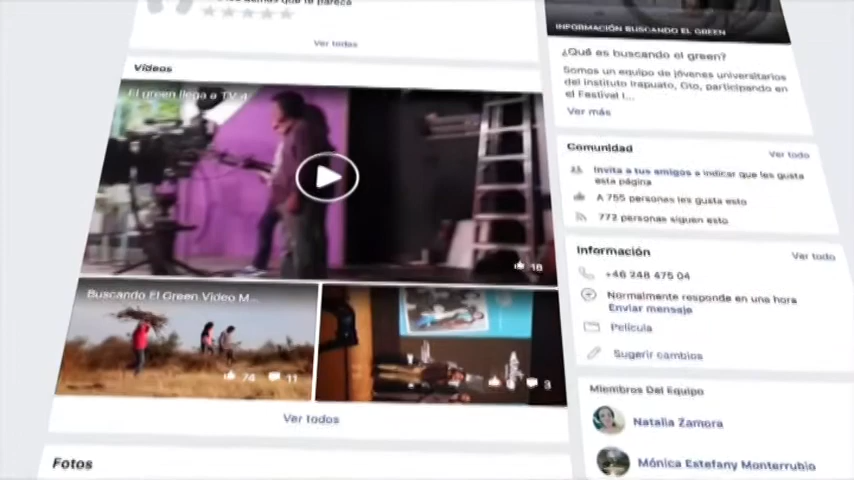 Ver todos
Videos
El green llega a TV 4
18
Buscando El Green Video M...
74 11
3
Ver todos
Fotos
INFORMACIÓN BUSCANDO EL GREEN
¿Qué es buscando el green?
Somos un equipo de jóvenes universitarios
del Instituto Irapuato, Gto, participando en
el Festival I...
Ver más
Comunidad
Ver todo
Invita a tus amigos a indicar que les gusta
esta página
A 755 personas les gusta esto
772 personas siguen esto
Información
Ver todo
+46 248 475 04
Normalmente responde en una hora
Enviar mensaje
Película
Sugerir cambios
Miembros Del Equipo
Natalia Zamora
Mónica Estefany Monterrubio